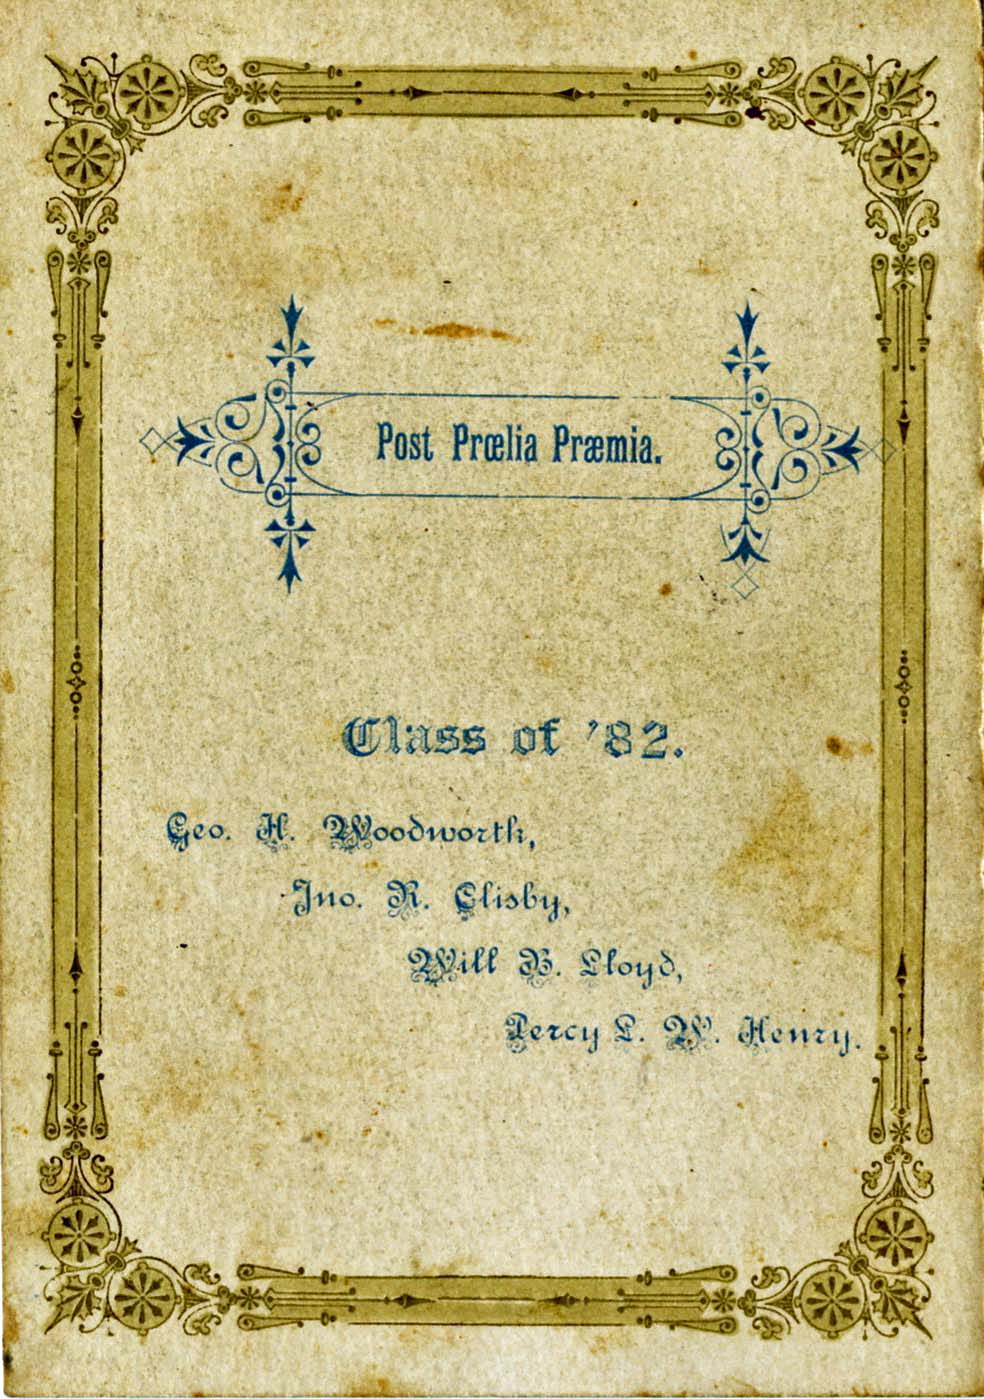 Post Prœlia Præmia.
Class of '82.
Geo. H. Woodworth,
Jno. R. Clisby,
Will B. Lloyd,
Percy L. W. Henry.